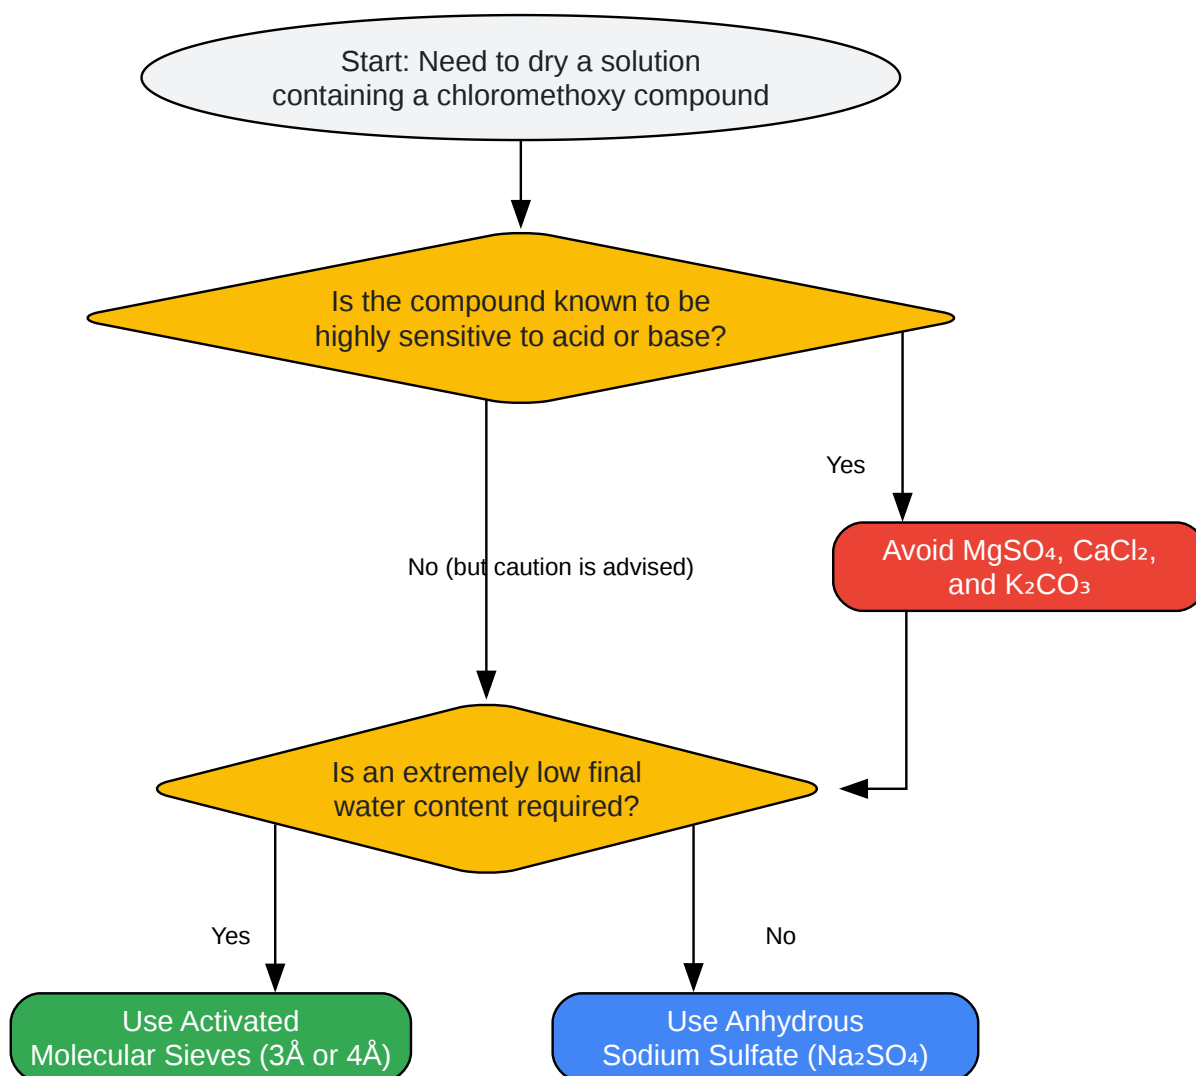 Start: Need to dry a solution
containing a chloromethoxy compound
Is the compound known to be
highly sensitive to acid or base?
Yes
Avoid MgSO₄, CaCl₂,
and K₂CO₃
No (but caution is advised)
Is an extremely low final
water content required?
Yes
No
Use Activated
Molecular Sieves (3Å or 4Å)
Use Anhydrous
Sodium Sulfate (Na₂SO₄)